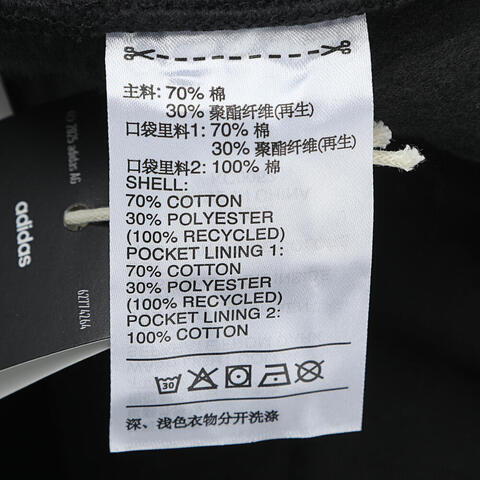 主料: 70% 棉
30% 聚酯纤维(再生)
口袋里料1: 70% 棉
30% 聚酯纤维(再生)
口袋里料2: 100% 棉
SHELL:
70% COTTON
30% POLYESTER
(100% RECYCLED)
POCKET LINING 1:
70% COTTON
30% POLYESTER
(100% RECYCLED)
POCKET LINING 2:
100% COTTON
30
深、浅色衣物分开洗涤
adidas AG
adidas
62774264